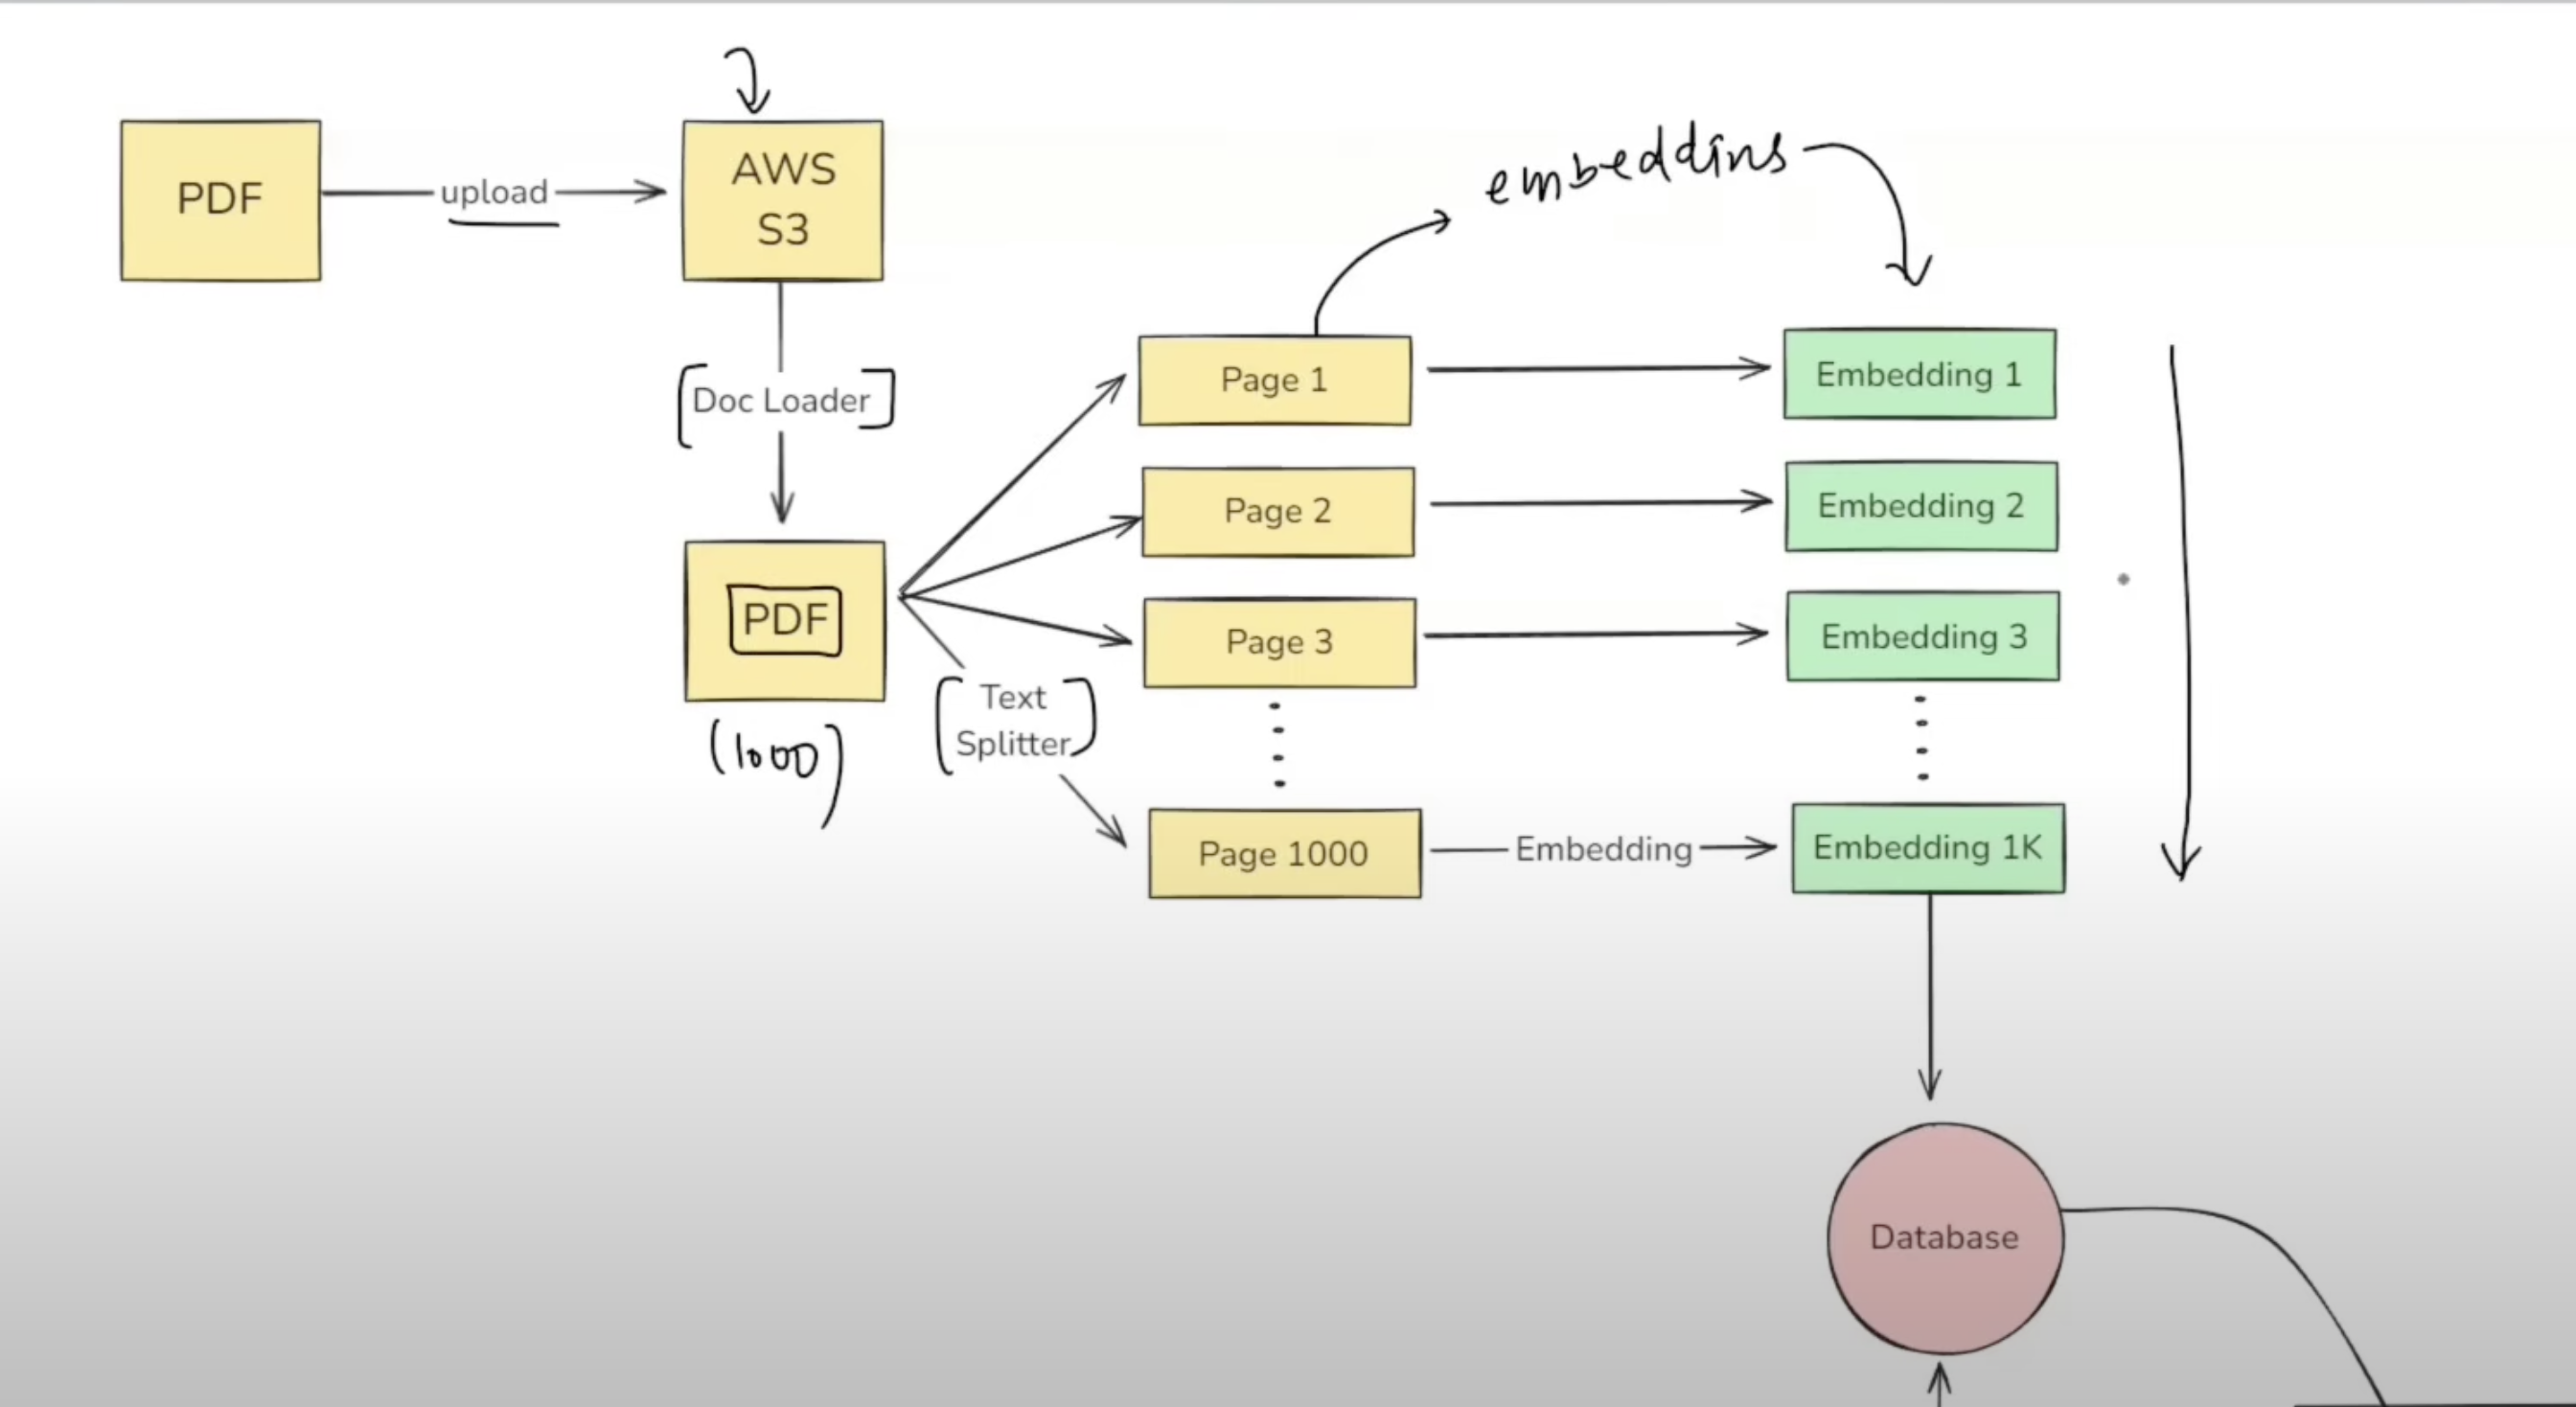 PDF
upload
AWS
S3
embeddins
Doc Loader
Page 1
Embedding 1
Page 2
Embedding 2
PDF
Page 3
Embedding 3
(1000)
Text
Splitter
Page 1000
Embedding
Embedding 1K
Database